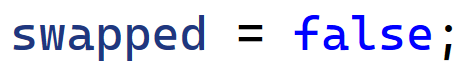 swapped = false;